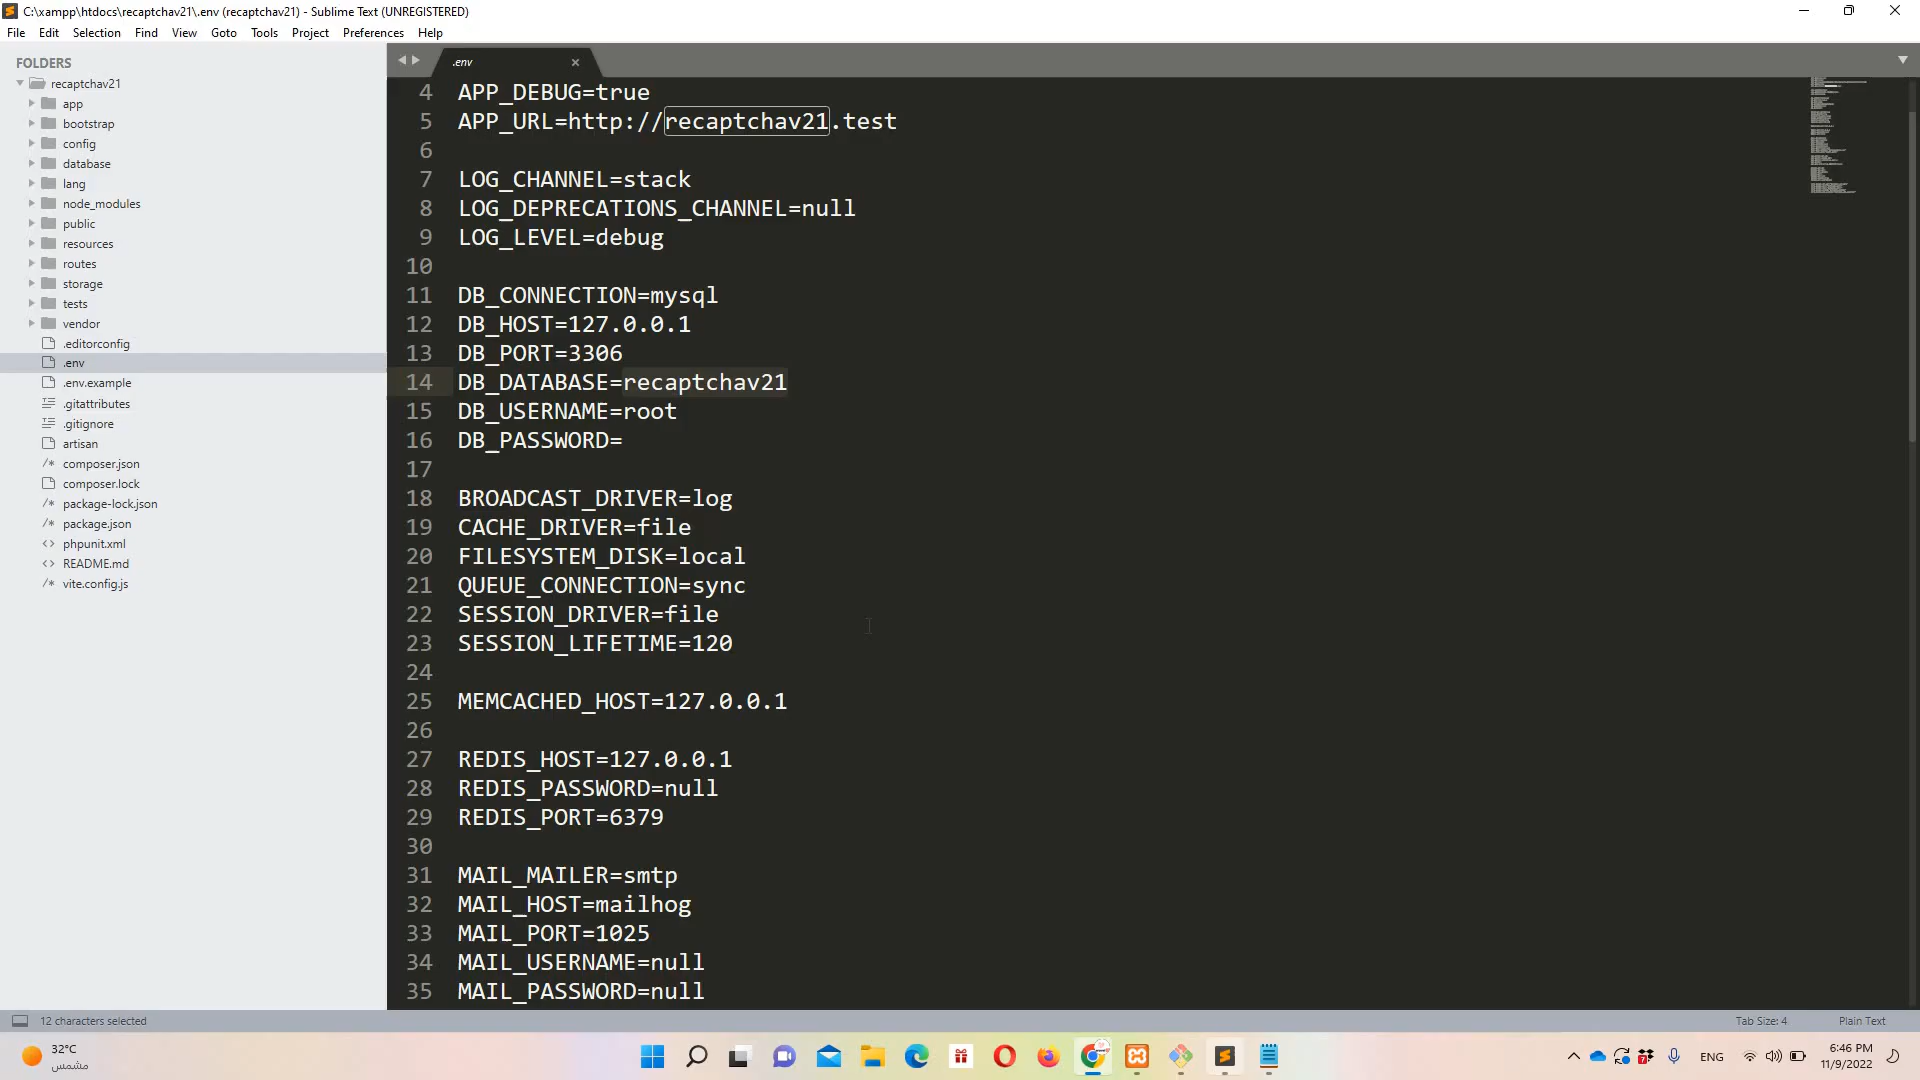 C:\xampp\htdocs\recaptchav21\.env (recaptchav21) - Sublime Text (UNREGISTERED)
File Edit Selection Find View Goto Tools Project Preferences Help
FOLDERS
recaptchav21
app
bootstrap
config
database
lang
node_modules
public
resources
routes
storage
tests
vendor
.editorconfig
.env
.env.example
.gitattributes
.gitignore
artisan
/* composer.json
composer.lock
/* package-lock.json
/* package.json
<> phpunit.xml
<> README.md
/* vite.config.js
.env ×
4 APP_DEBUG=true
5 APP_URL=http://recaptchav21.test
6
7 LOG_CHANNEL=stack
8 LOG_DEPRECATIONS_CHANNEL=null
9 LOG_LEVEL=debug
10
11 DB_CONNECTION=mysql
12 DB_HOST=127.0.0.1
13 DB_PORT=3306
14 DB_DATABASE=recaptchav21
15 DB_USERNAME=root
16 DB_PASSWORD=
17
18 BROADCAST_DRIVER=log
19 CACHE_DRIVER=file
20 FILESYSTEM_DISK=local
21 QUEUE_CONNECTION=sync
22 SESSION_DRIVER=file
23 SESSION_LIFETIME=120
24
25 MEMCACHED_HOST=127.0.0.1
26
27 REDIS_HOST=127.0.0.1
28 REDIS_PASSWORD=null
29 REDIS_PORT=6379
30
31 MAIL_MAILER=smtp
32 MAIL_HOST=mailhog
33 MAIL_PORT=1025
34 MAIL_USERNAME=null
35 MAIL_PASSWORD=null
12 characters selected Tab Size: 4 Plain Text
32°C
مشمس
ENG
6:46 PM
11/9/2022